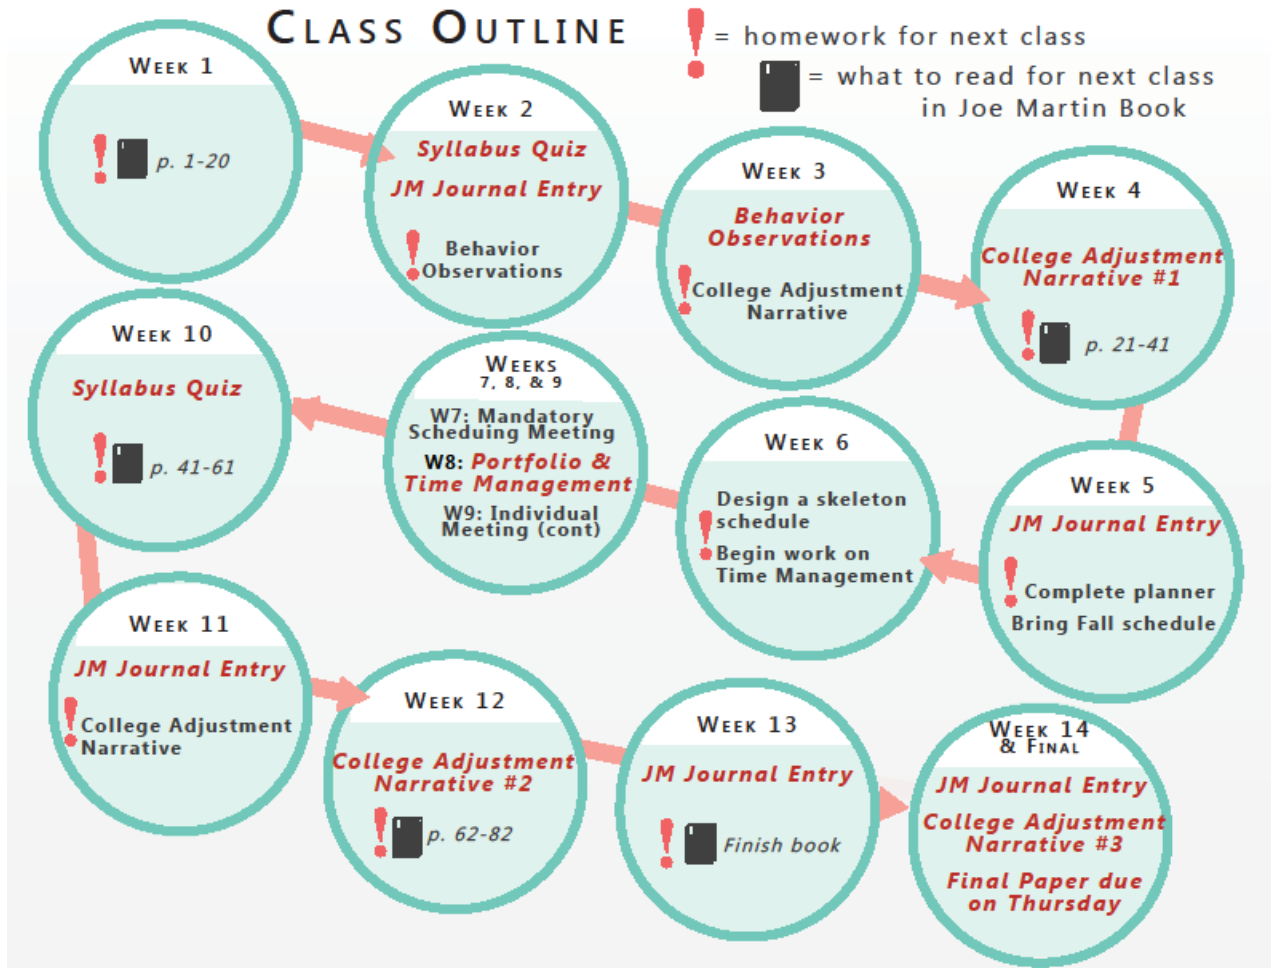 CLASS OUTLINE
= homework for next class
= what to read for next class
in Joe Martin Book
WEEK 1
p. 1-20
WEEK 2
Syllabus Quiz
JM Journal Entry
Behavior
Observations
WEEK 3
Behavior
Observations
College Adjustment
Narrative
WEEK 4
College Adjustment
Narrative #1
p. 21-41
WEEK 5
JM Journal Entry
Complete planner
Bring Fall schedule
WEEK 6
Design a skeleton
schedule
Begin work on
Time Management
WEEKS
7, 8, & 9
W7: Mandatory
Scheduing Meeting
W8: Portfolio &
Time Management
W9: Individual
Meeting (cont)
WEEK 10
Syllabus Quiz
p. 41-61
WEEK 11
JM Journal Entry
College Adjustment
Narrative
WEEK 12
College Adjustment
Narrative #2
p. 62-82
WEEK 13
JM Journal Entry
Finish book
WEEK 14
& FINAL
JM Journal Entry
College Adjustment
Narrative #3
Final Paper due
on Thursday